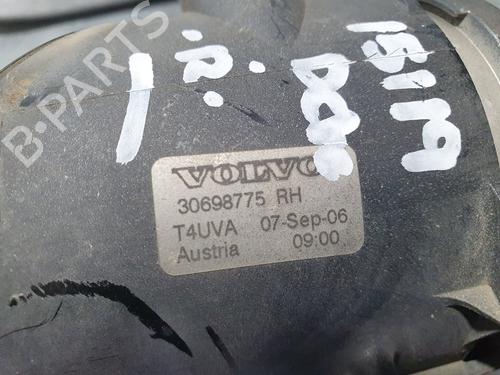 B-PARTS
VOLVO
30698775 RH
T4UVA 07-Sep-06
Austria 09:00